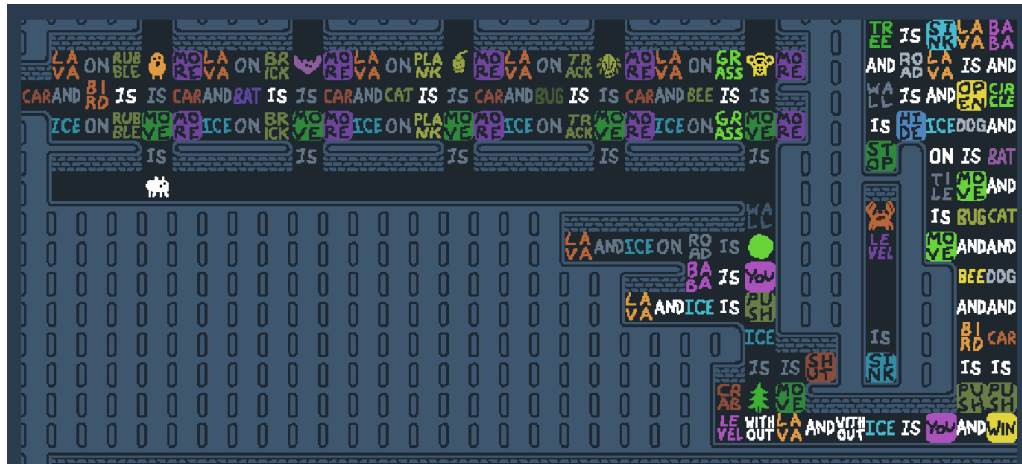 TREE IS STINK LAVA BABA
LAVA ON RUBBLE MORE LAVA ON BRICK MORE LAVA ON PLANK MORE LAVA ON TRACK MORE LAVA ON GRASS MORE AND ROAD LAVA IS AND
CAR AND BIRD IS IS CAR AND BAT IS IS CAR AND CAT IS IS CAR AND BUG IS IS CAR AND BEE IS IS WALL IS AND OPEN CIRCLE
ICE ON RUBBLE MOVE MORE ICE ON BRICK MOVE MORE ICE ON PLANK MOVE MORE ICE ON TRACK MOVE MORE ICE ON GRASS MOVE MORE IS HIDE ICE DOG AND
IS IS IS IS IS STOP ON IS BAT
TILE MOVE AND
WALL IS BUG CAT
LAVA AND ICE ON ROAD IS LEVEL MOVE AND AND
BABA IS YOU BEE DOG
LAVA AND ICE IS PUSH AND AND
ICE IS BIRD CAR
IS IS SHUT SINK IS IS
CRAB MOVE PUSH PUSH
LEVEL WITHOUT LAVA AND WITHOUT ICE IS YOU AND WIN